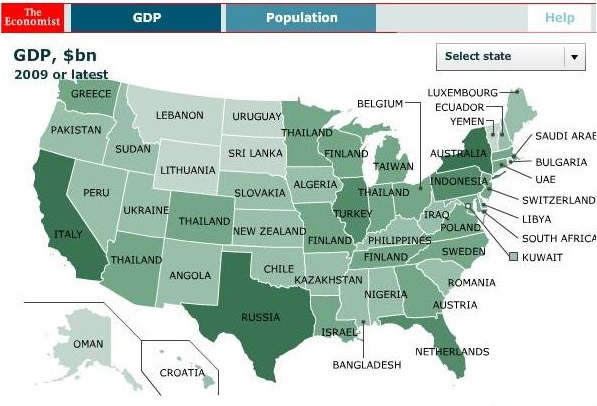 The
Economist
GDP
Population
Help
GDP, $bn
2009 or latest
Select state
GREECE
LEBANON
URUGUAY
THAILAND
BELGIUM
LUXEMBOURG
ECUADOR
YEMEN
PAKISTAN
SUDAN
SRI LANKA
FINLAND
TAIWAN
AUSTRALIA
SAUDI ARE
LITHUANIA
BULGARIA
PERU
SLOVAKIA
ALGERIA
THAILAND
INDONESIA
UAE
UKRAINE
THAILAND
TURKEY
SWITZERLAND
ITALY
NEW ZEALAND
FINLAND
PHILIPPINES
IRAQ
POLAND
LIBYA
SOUTH AFRICA
THAILAND
ANGOLA
CHILE
KAZAKHSTAN
FINLAND
SWEDEN
KUWAIT
NIGERIA
ROMANIA
RUSSIA
AUSTRIA
ISRAEL
OMAN
CROATIA
BANGLADESH
NETHERLANDS